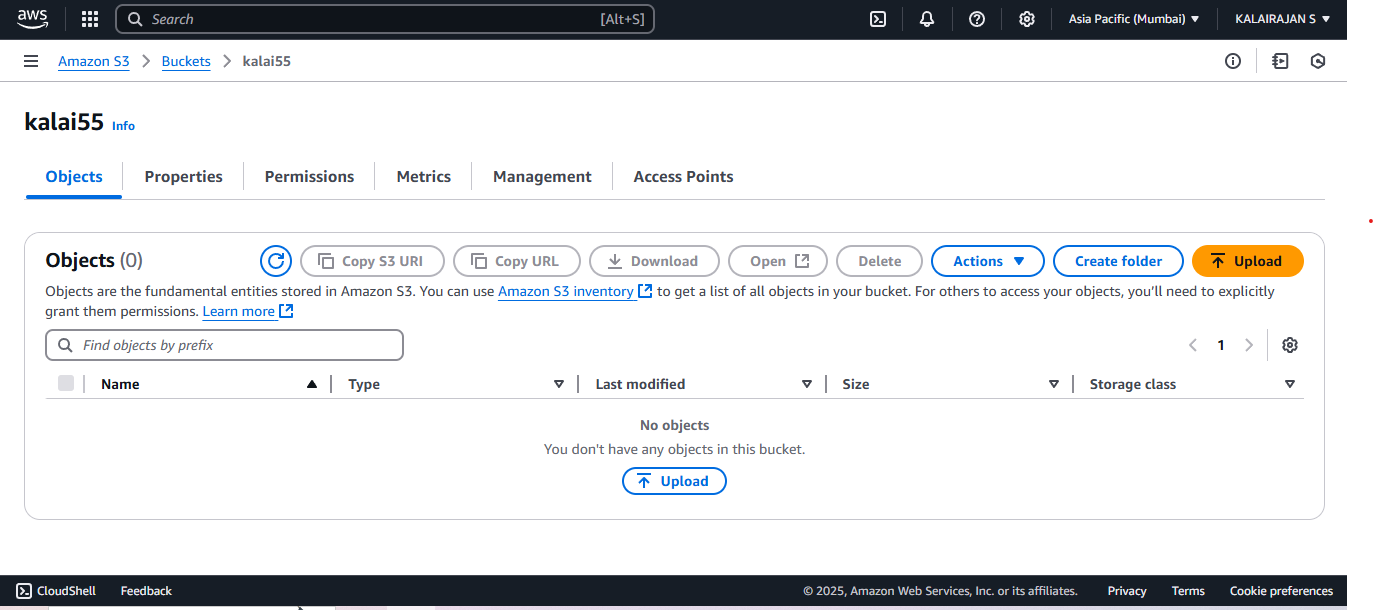 aws Search [Alt+S] Asia Pacific (Mumbai) KALAIRAJAN S
Amazon S3 Buckets kalai55
kalai55 Info
Objects Properties Permissions Metrics Management Access Points
Objects (0) Copy S3 URI Copy URL Download Open Delete Actions Create folder Upload
Objects are the fundamental entities stored in Amazon S3. You can use Amazon S3 inventory to get a list of all objects in your bucket. For others to access your objects, you’ll need to explicitly
grant them permissions. Learn more
Find objects by prefix 1
Name Type Last modified Size Storage class
No objects
You don't have any objects in this bucket.
Upload
CloudShell Feedback © 2025, Amazon Web Services, Inc. or its affiliates. Privacy Terms Cookie preferences